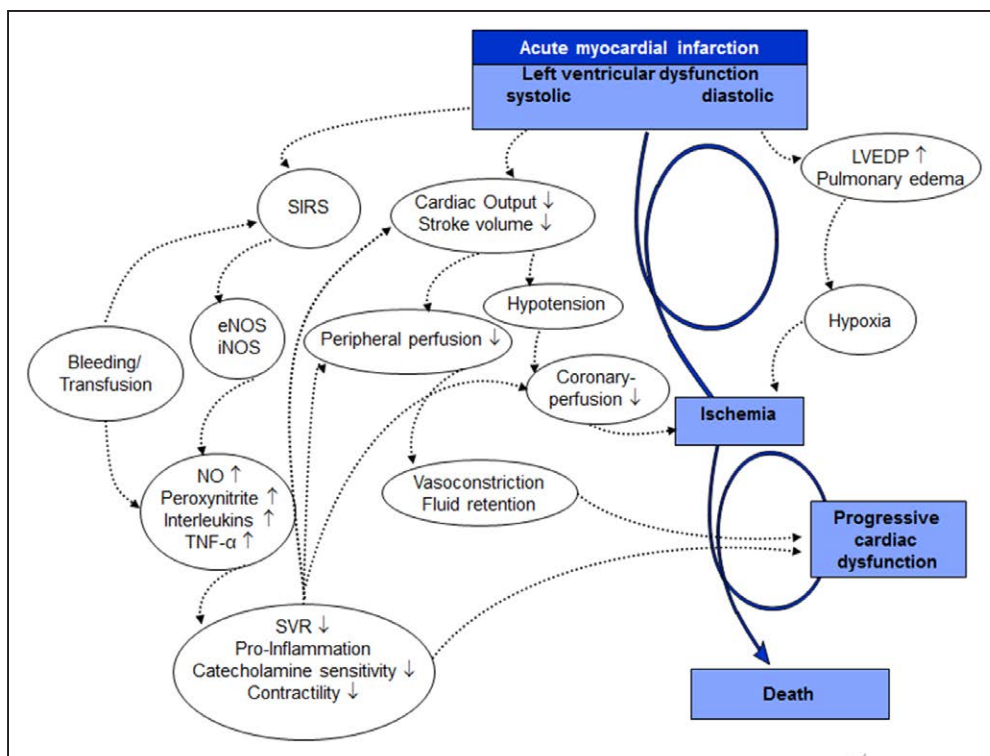 Acute myocardial infarction
Left ventricular dysfunction
systolic diastolic
LVEDP ↑
Pulmonary edema
SIRS
Cardiac Output ↓
Stroke volume ↓
Hypotension
Hypoxia
eNOS
iNOS
Peripheral perfusion ↓
Bleeding/
Transfusion
Coronary-
perfusion ↓
Ischemia
NO ↑
Peroxynitrite ↑
Interleukins ↑
TNF-α ↑
Vasoconstriction
Fluid retention
Progressive
cardiac
dysfunction
SVR ↓
Pro-Inflammation
Catecholamine sensitivity ↓
Contractility ↓
Death